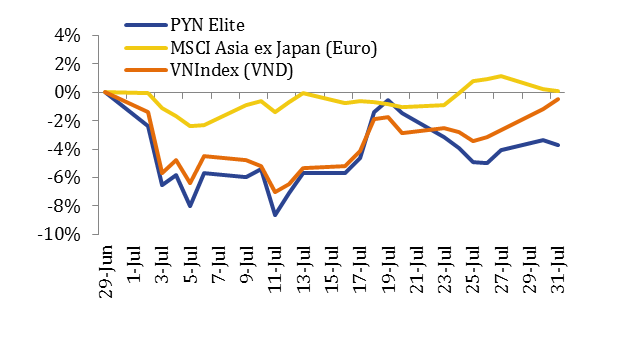 PYN Elite
MSCI Asia ex Japan (Euro)
VNIndex (VND)
4%
2%
0%
-2%
-4%
-6%
-8%
-10%
29-Jun
1-Jul
3-Jul
5-Jul
7-Jul
9-Jul
11-Jul
13-Jul
15-Jul
17-Jul
19-Jul
21-Jul
23-Jul
25-Jul
27-Jul
29-Jul
31-Jul